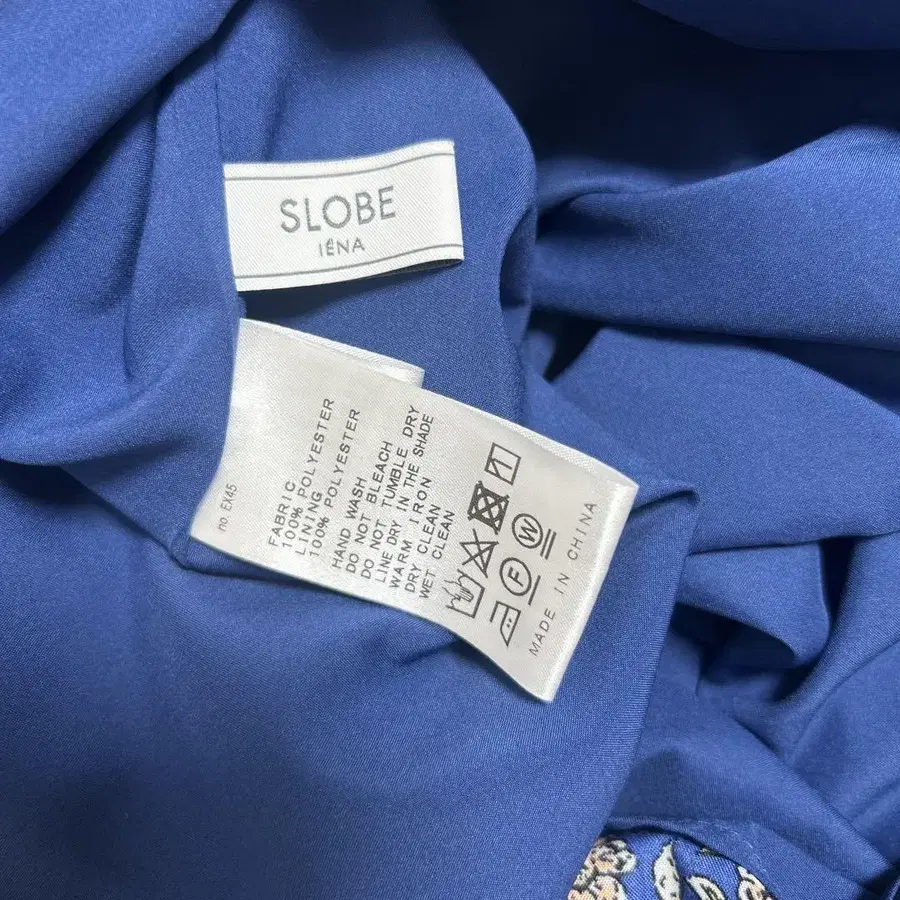 SLOBE
IÉNA
no EX45
FABRIC
100% POLYESTER
LINING
100% POLYESTER
HAND WASH
DO NOT BLEACH
DO NOT TUMBLE DRY
LINE DRY IN THE SHADE
WARM IRON
DRY CLEAN
WET CLEAN
F
W
MADE IN CHINA